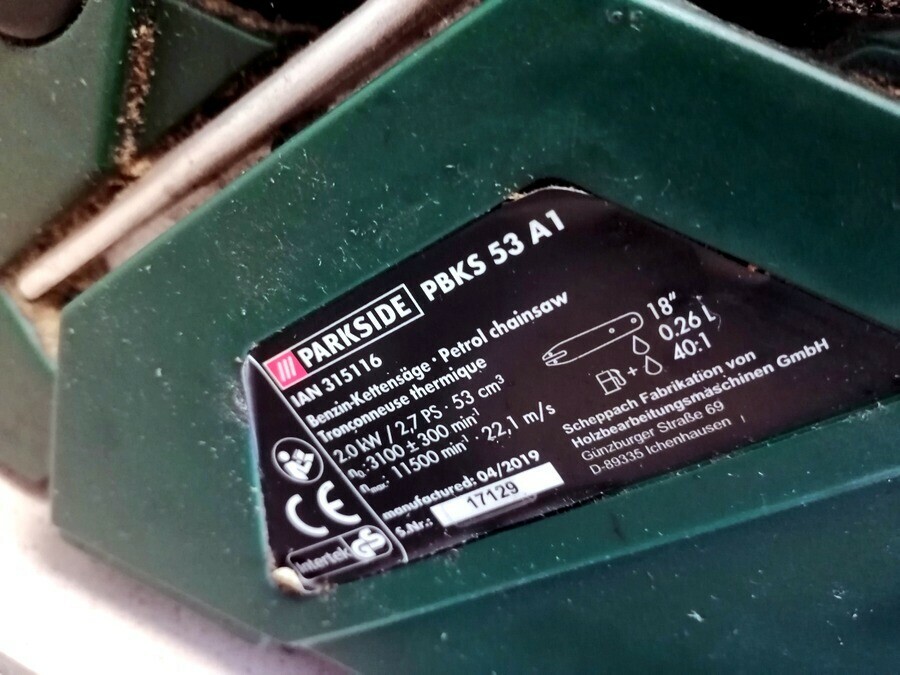 PARKSIDE PBKS 53 A1
IAN 315116
Benzin-Kettensäge · Petrol chainsaw
Tronçonneuse thermique
2.0 kW / 2,7 PS · 53 cm³
n₀: 3100 ± 300 min⁻¹
nmax: 11500 min⁻¹ · 22,1 m/s
manufactured: 04/2019
S.Nr.: 17129
18"
0.26 L
40:1
Scheppach Fabrikation von
Holzbearbeitungsmaschinen GmbH
Günzburger Straße 69
D-89335 Ichenhausen
CE
Intertek GS